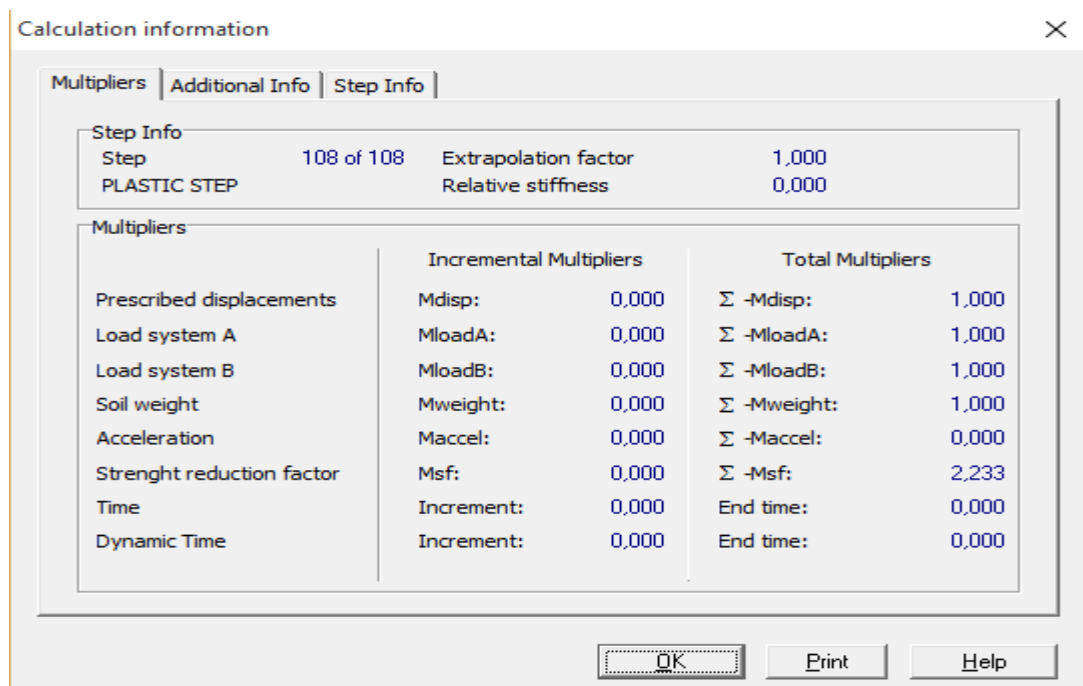 Calculation information
Multipliers Additional Info Step Info
Step Info
Step 108 of 108 Extrapolation factor 1,000
PLASTIC STEP Relative stiffness 0,000
Multipliers
Incremental Multipliers Total Multipliers
Prescribed displacements Mdisp: 0,000 Σ -Mdisp: 1,000
Load system A MloadA: 0,000 Σ -MloadA: 1,000
Load system B MloadB: 0,000 Σ -MloadB: 1,000
Soil weight Mweight: 0,000 Σ -Mweight: 1,000
Acceleration Maccel: 0,000 Σ -Maccel: 0,000
Strenght reduction factor Msf: 0,000 Σ -Msf: 2,233
Time Increment: 0,000 End time: 0,000
Dynamic Time Increment: 0,000 End time: 0,000
OK Print Help